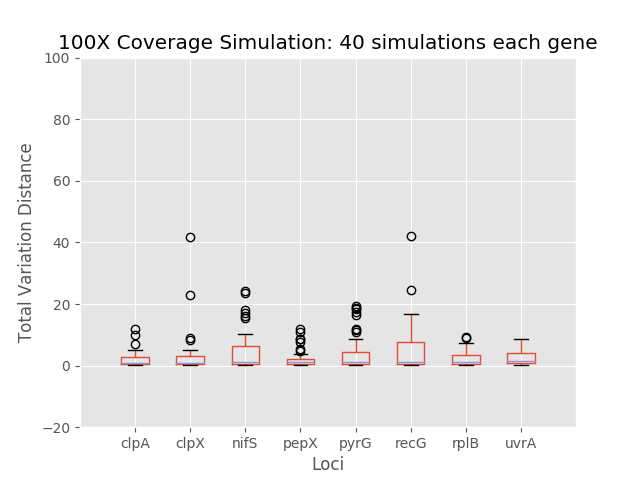 100X Coverage Simulation: 40 simulations each gene
Total Variation Distance
100
80
60
40
20
0
−20
clpA clpX nifS pepX pyrG recG rplB uvrA
Loci